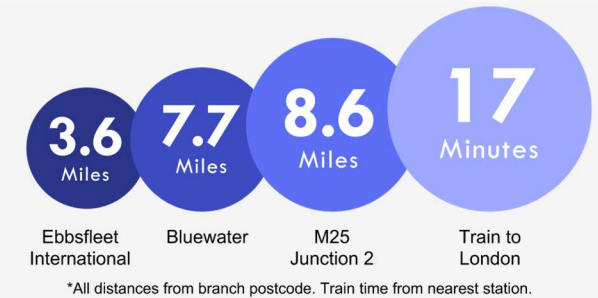 3.6
Miles
7.7
Miles
8.6
Miles
17
Minutes
Ebbsfleet
International
Bluewater
M25
Junction 2
Train to
London
*All distances from branch postcode. Train time from nearest station.